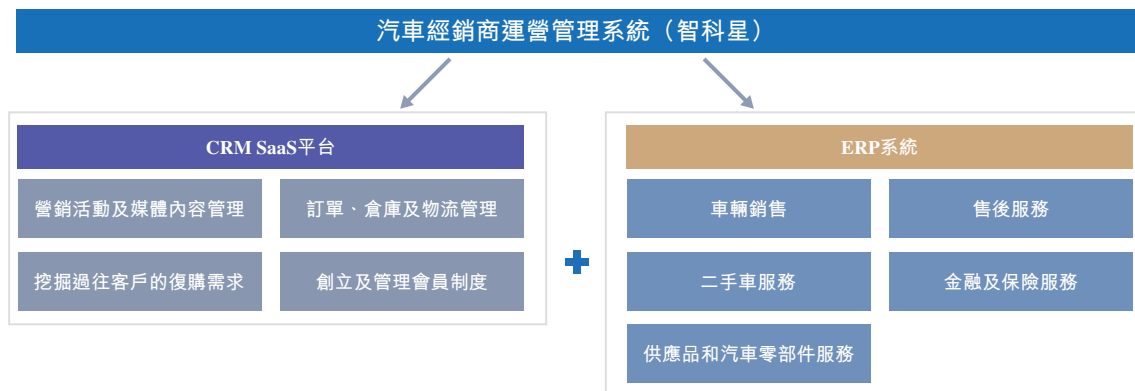 汽車經銷商運營管理系統（智科星）
CRM SaaS平台
營銷活動及媒體內容管理
訂單、倉庫及物流管理
挖掘過往客戶的復購需求
創立及管理會員制度
ERP系統
車輛銷售
售後服務
二手車服務
金融及保險服務
供應品和汽車零部件服務